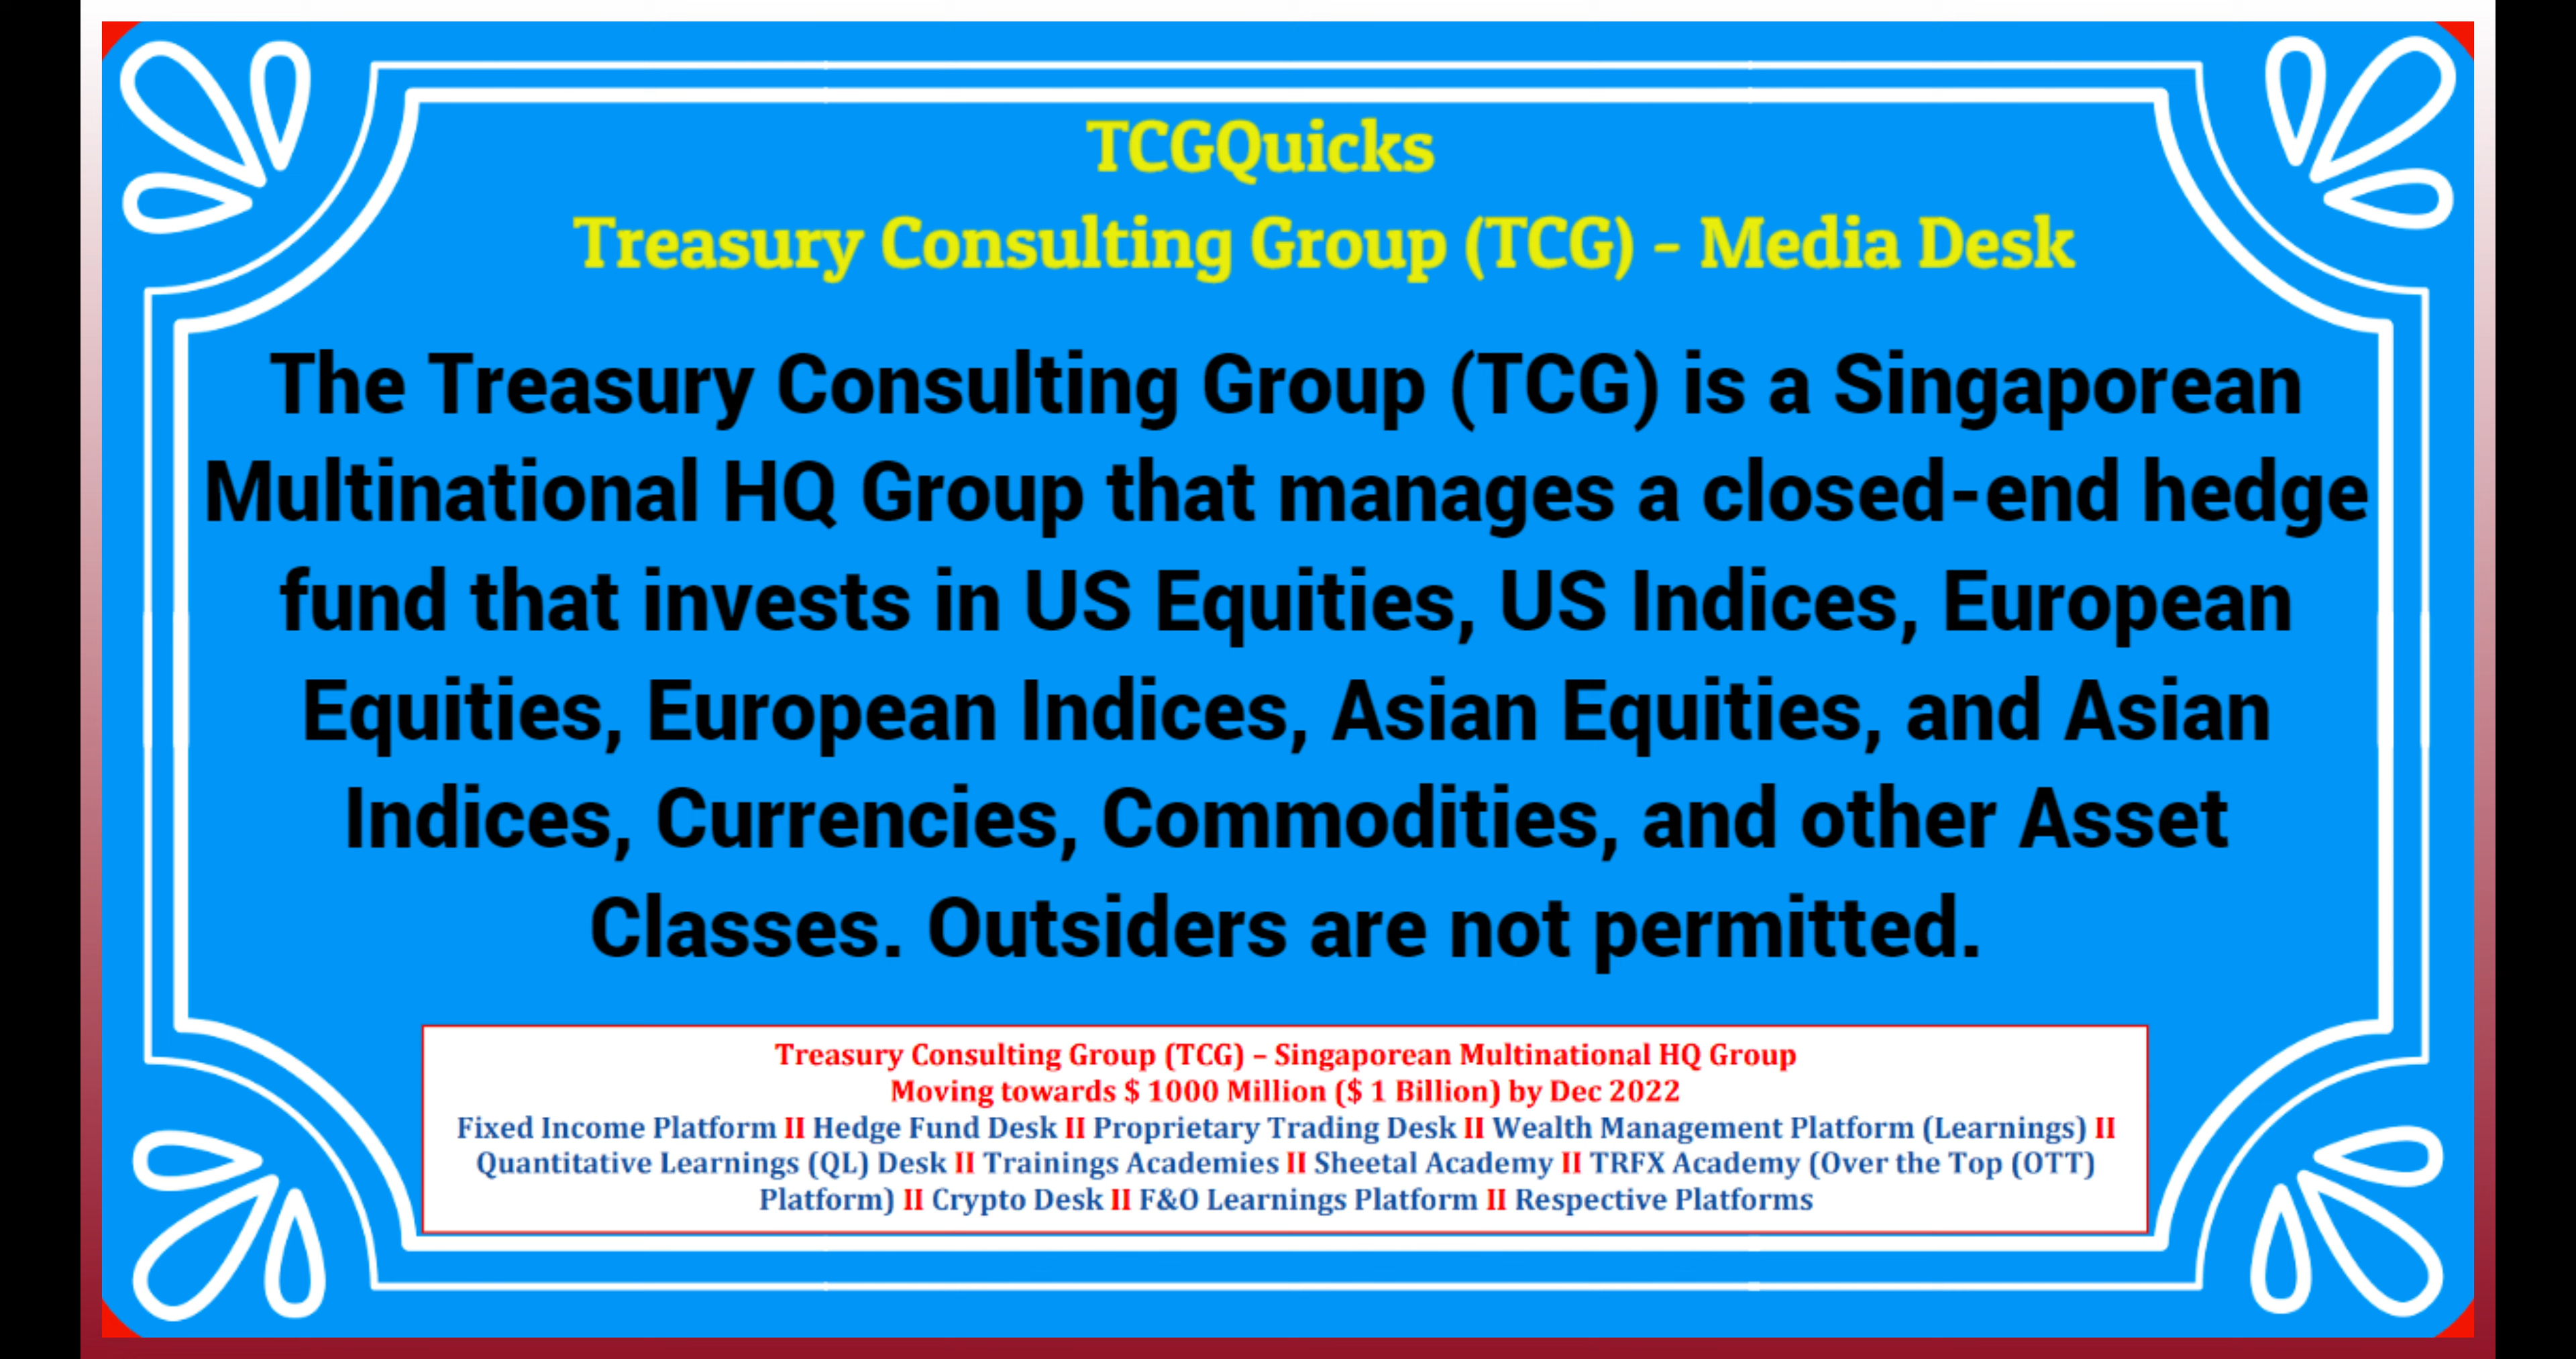 TCGQuicks
Treasury Consulting Group (TCG) – Media Desk
The Treasury Consulting Group (TCG) is a Singaporean
Multinational HQ Group that manages a closed-end hedge
fund that invests in US Equities, US Indices, European
Equities, European Indices, Asian Equities, and Asian
Indices, Currencies, Commodities, and other Asset
Classes. Outsiders are not permitted.
Treasury Consulting Group (TCG) – Singaporean Multinational HQ Group
Moving towards $ 1000 Million ($ 1 Billion) by Dec 2022
Fixed Income Platform II Hedge Fund Desk II Proprietary Trading Desk II Wealth Management Platform (Learnings) II
Quantitative Learnings (QL) Desk II Trainings Academies II Sheetal Academy II TRFX Academy (Over the Top (OTT)
Platform) II Crypto Desk II F&O Learnings Platform II Respective Platforms